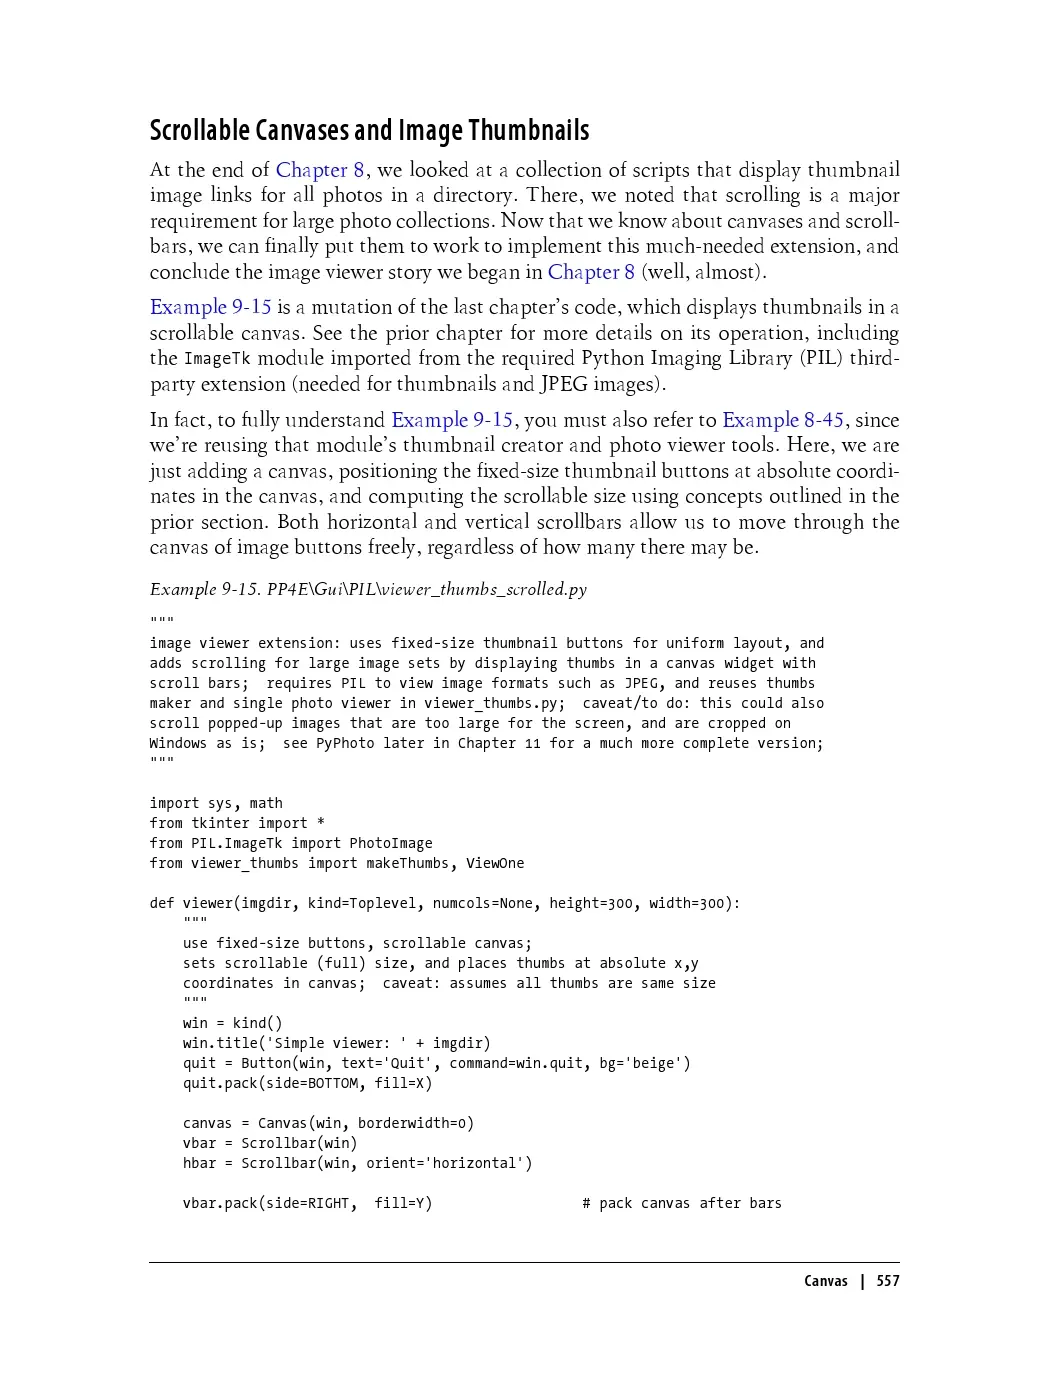 Scrollable Canvases and Image Thumbnails
At the end of Chapter 8, we looked at a collection of scripts that display thumbnail
image links for all photos in a directory. There, we noted that scrolling is a major
requirement for large photo collections. Now that we know about canvases and scroll-
bars, we can finally put them to work to implement this much-needed extension, and
conclude the image viewer story we began in Chapter 8 (well, almost).
Example 9-15 is a mutation of the last chapter’s code, which displays thumbnails in a
scrollable canvas. See the prior chapter for more details on its operation, including
the ImageTk module imported from the required Python Imaging Library (PIL) third-
party extension (needed for thumbnails and JPEG images).
In fact, to fully understand Example 9-15, you must also refer to Example 8-45, since
we’re reusing that module’s thumbnail creator and photo viewer tools. Here, we are
just adding a canvas, positioning the fixed-size thumbnail buttons at absolute coordi-
nates in the canvas, and computing the scrollable size using concepts outlined in the
prior section. Both horizontal and vertical scrollbars allow us to move through the
canvas of image buttons freely, regardless of how many there may be.
Example 9-15. PP4E\Gui\PIL\viewer_thumbs_scrolled.py
"""
image viewer extension: uses fixed-size thumbnail buttons for uniform layout, and
adds scrolling for large image sets by displaying thumbs in a canvas widget with
scroll bars;  requires PIL to view image formats such as JPEG, and reuses thumbs
maker and single photo viewer in viewer_thumbs.py;  caveat/to do: this could also
scroll popped-up images that are too large for the screen, and are cropped on
Windows as is;  see PyPhoto later in Chapter 11 for a much more complete version;
"""
import sys, math
from tkinter import *
from PIL.ImageTk import PhotoImage
from viewer_thumbs import makeThumbs, ViewOne
def viewer(imgdir, kind=Toplevel, numcols=None, height=300, width=300):
    """
    use fixed-size buttons, scrollable canvas;
    sets scrollable (full) size, and places thumbs at absolute x,y
    coordinates in canvas;  caveat: assumes all thumbs are same size
    """
    win = kind()
    win.title('Simple viewer: ' + imgdir)
    quit = Button(win, text='Quit', command=win.quit, bg='beige')
    quit.pack(side=BOTTOM, fill=X)
    canvas = Canvas(win, borderwidth=0)
    vbar = Scrollbar(win)
    hbar = Scrollbar(win, orient='horizontal')
    vbar.pack(side=RIGHT,  fill=Y)                  # pack canvas after bars
Canvas | 557